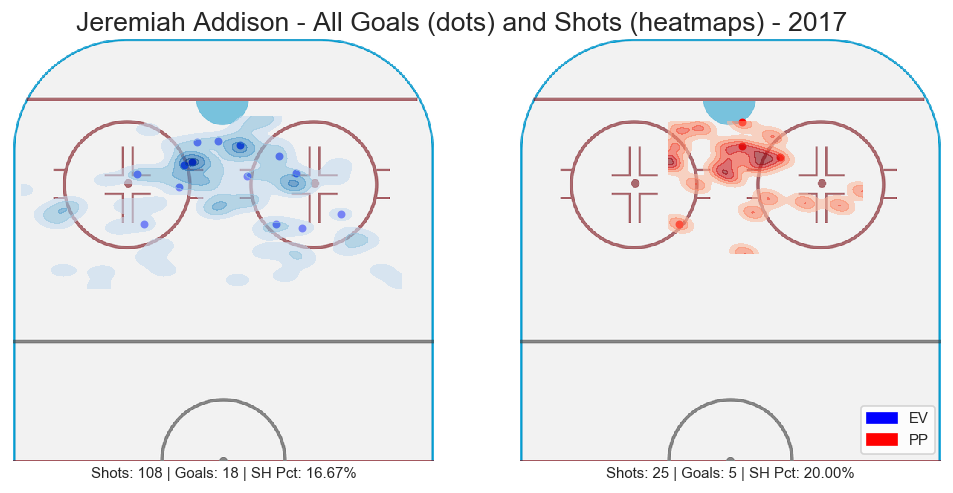 Jeremiah Addison - All Goals (dots) and Shots (heatmaps) - 2017
EV
PP
Shots: 108 | Goals: 18 | SH Pct: 16.67%
Shots: 25 | Goals: 5 | SH Pct: 20.00%